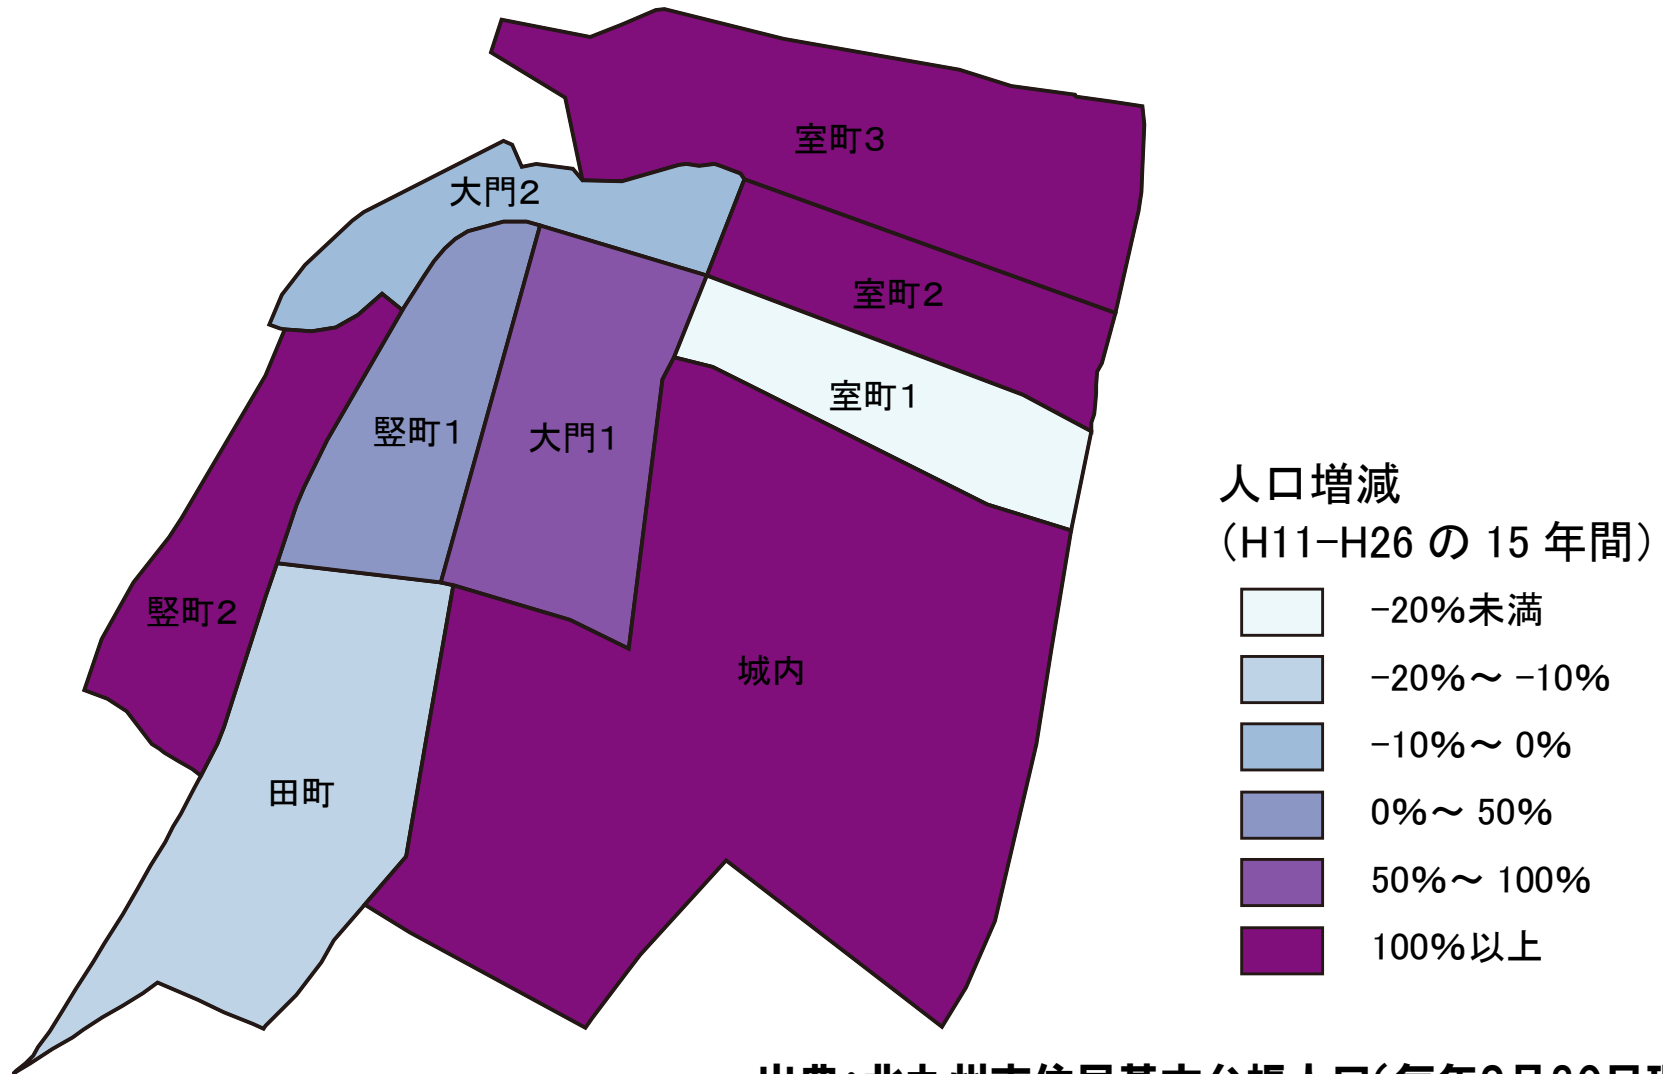 室町3
大門2
室町2
室町1
竪町1
大門1
竪町2
城内
田町
人口増減
（H11-H26 の 15 年間）
-20%未満
-20%～ -10%
-10%～ 0%
0%～ 50%
50%～ 100%
100%以上